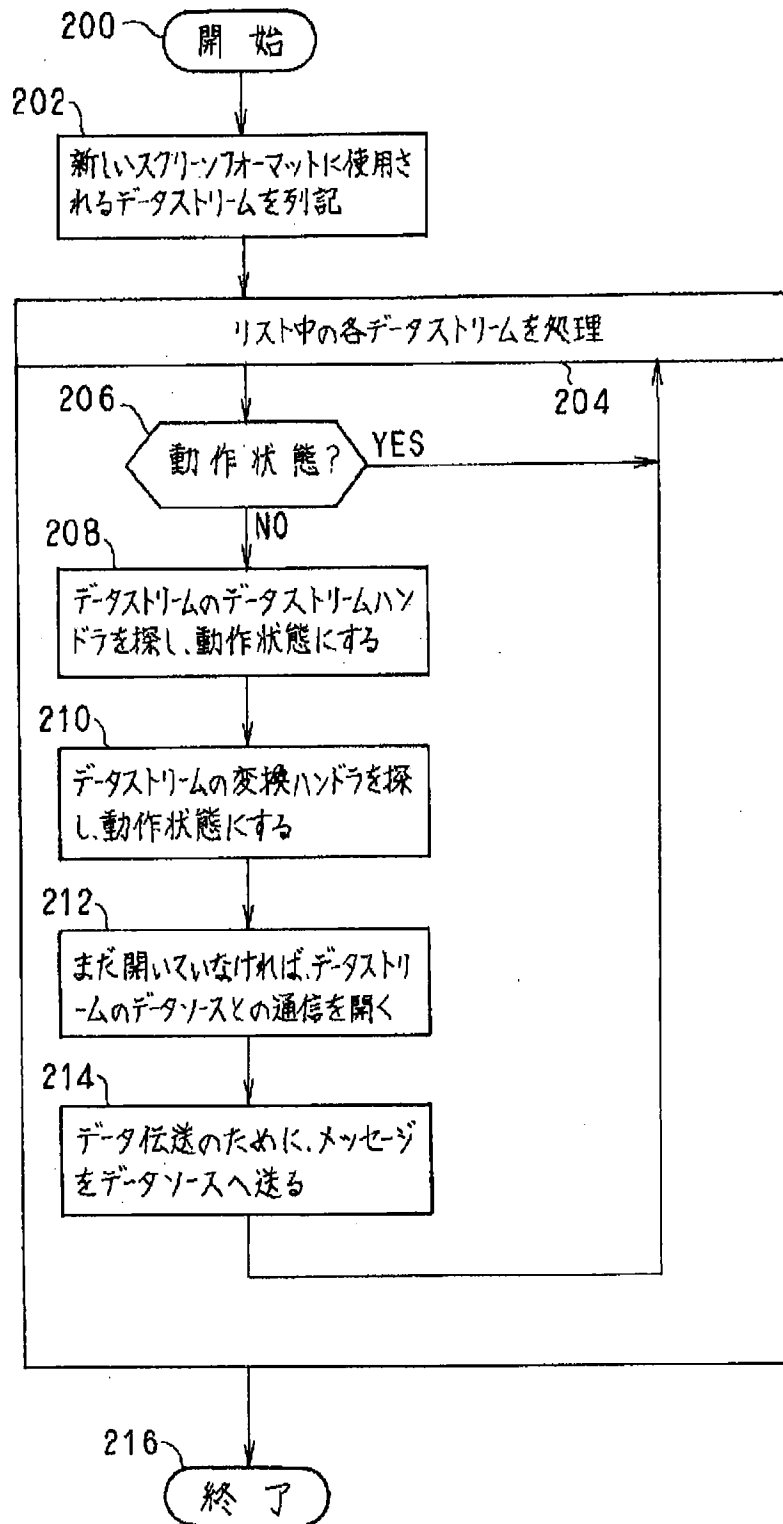 200
開始
202
新しいスクリーンフォーマットに使用さ
れるデータストリームを列記
リスト中の各データストリームを処理
204
206
動作状態?
YES
NO
208
データストリームのデータストリームハン
ドラを探し、動作状態にする
210
データストリームの変換ハンドラを探
し、動作状態にする
212
まだ開いていなければ、データストリ
ームのデータソースとの通信を開く
214
データ伝送のために、メッセージ
をデータソースへ送る
216
終了